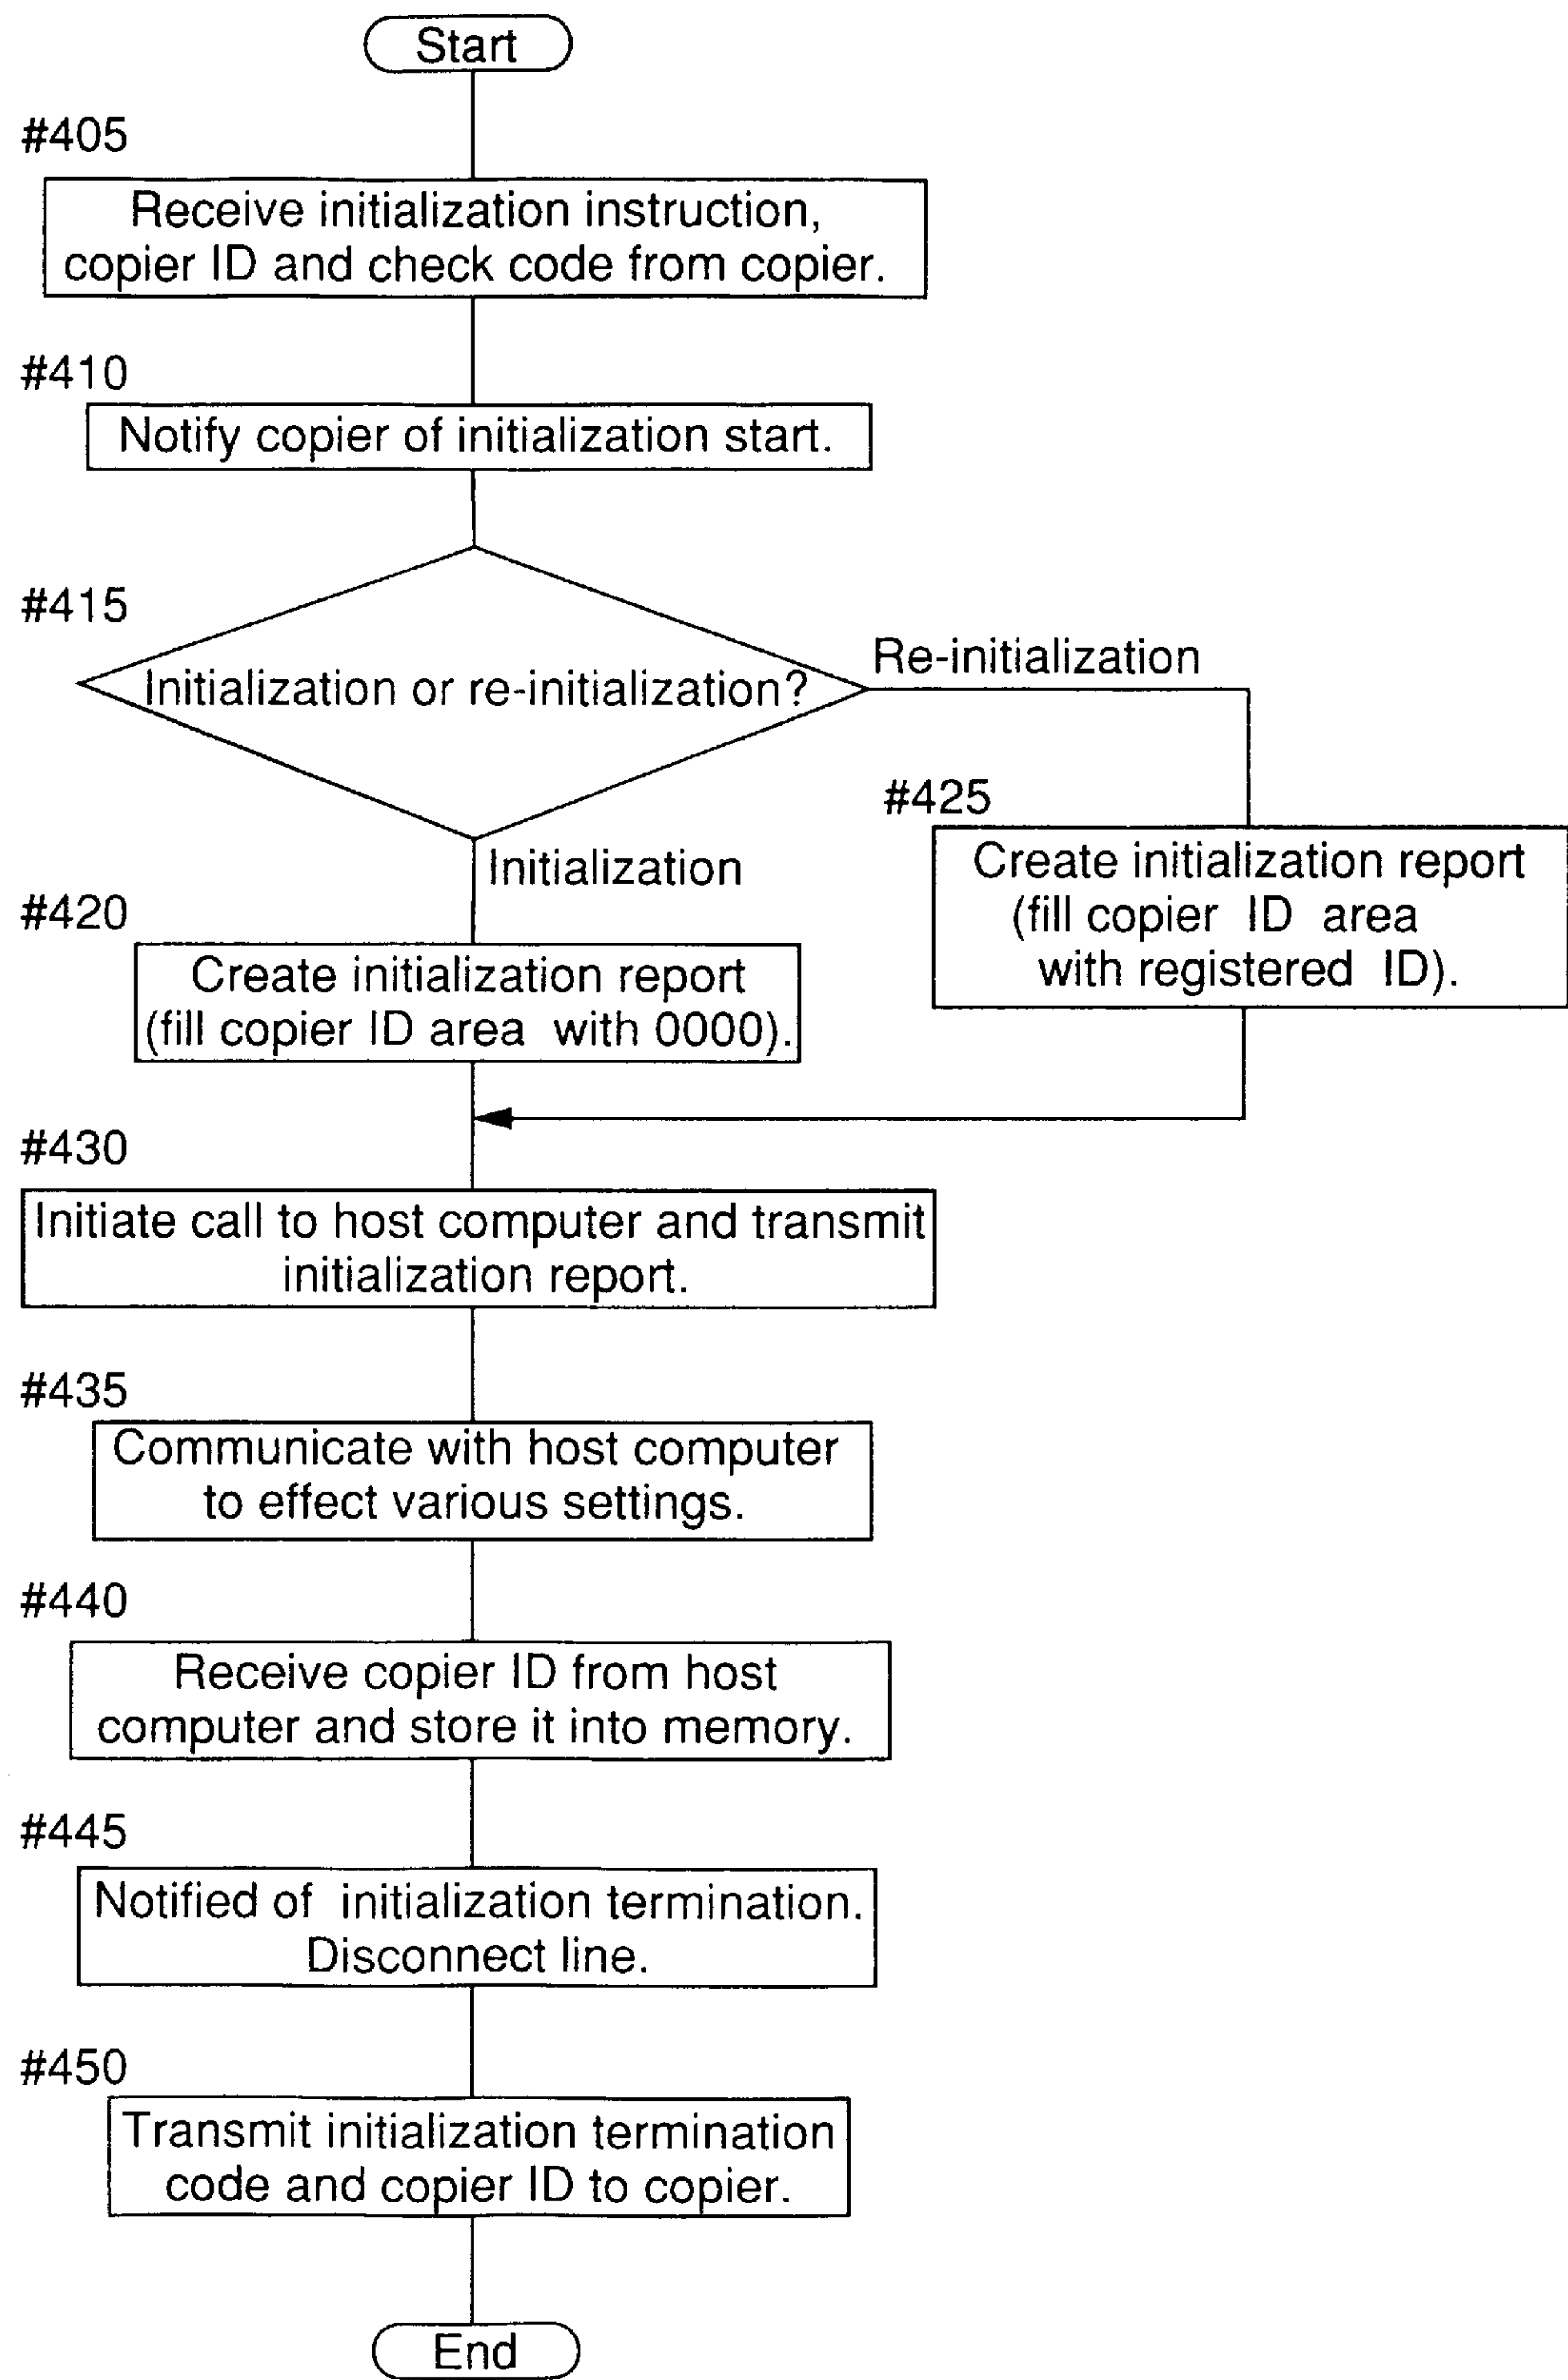 Start
#405
Receive initialization instruction,
copier ID and check code from copier.
#410
Notify copier of initialization start.
#415
Initialization or re-initialization?
Re-initialization
#425
Create initialization report
(fill copier ID area
with registered ID).
Initialization
#420
Create initialization report
(fill copier ID area with 0000).
#430
Initiate call to host computer and transmit
initialization report.
#435
Communicate with host computer
to effect various settings.
#440
Receive copier ID from host
computer and store it into memory.
#445
Notified of initialization termination.
Disconnect line.
#450
Transmit initialization termination
code and copier ID to copier.
End